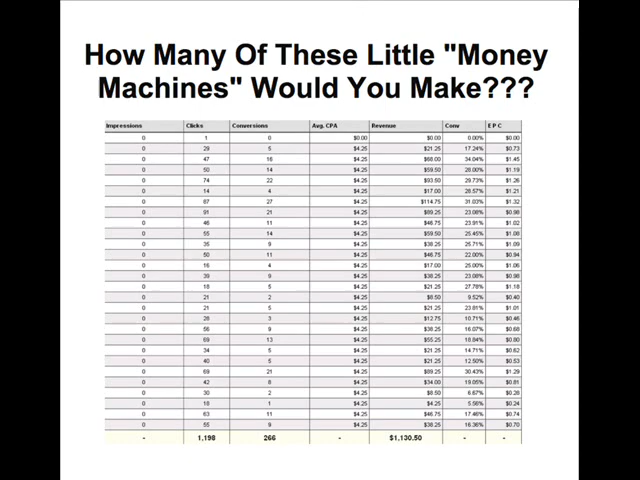 How Many Of These Little "Money
Machines" Would You Make???
Impressions Clicks Conversions Avg. CPA Revenue Conv E P C
0 1 0 $0.00 $0.00 0.00% $0.00
0 29 5 $4.25 $21.25 17.24% $0.73
0 47 16 $4.25 $68.00 34.04% $1.45
0 50 14 $4.25 $59.50 28.00% $1.19
0 74 22 $4.25 $93.50 29.73% $1.26
0 14 4 $4.25 $17.00 28.57% $1.21
0 87 27 $4.25 $114.75 31.03% $1.32
0 91 21 $4.25 $89.25 23.08% $0.98
0 46 11 $4.25 $46.75 23.91% $1.02
0 55 14 $4.25 $59.50 25.45% $1.08
0 35 9 $4.25 $38.25 25.71% $1.09
0 50 11 $4.25 $46.75 22.00% $0.94
0 16 4 $4.25 $17.00 25.00% $1.06
0 39 9 $4.25 $38.25 23.08% $0.98
0 18 5 $4.25 $21.25 27.78% $1.18
0 21 2 $4.25 $8.50 9.52% $0.40
0 21 5 $4.25 $21.25 23.81% $1.01
0 28 3 $4.25 $12.75 10.71% $0.46
0 56 9 $4.25 $38.25 16.07% $0.68
0 69 13 $4.25 $55.25 18.84% $0.80
0 34 5 $4.25 $21.25 14.71% $0.62
0 40 5 $4.25 $21.25 12.50% $0.53
0 69 21 $4.25 $89.25 30.43% $1.29
0 42 8 $4.25 $34.00 19.05% $0.81
0 30 2 $4.25 $8.50 6.67% $0.28
0 18 1 $4.25 $4.25 5.56% $0.24
0 63 11 $4.25 $46.75 17.46% $0.74
0 55 9 $4.25 $38.25 16.36% $0.70
- 1,198 266 - $1,130.50 - -